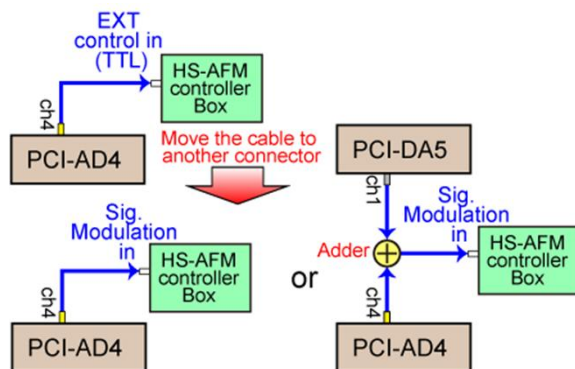 EXT
control in
(TTL)
HS-AFM
controller
Box
ch4
PCI-AD4
Move the cable to
another connector
Sig.
Modulation
in
HS-AFM
controller
Box
ch4
PCI-AD4
or
PCI-DA5
ch1
Sig.
Modulation
in
Adder
HS-AFM
controller
Box
ch4
PCI-AD4